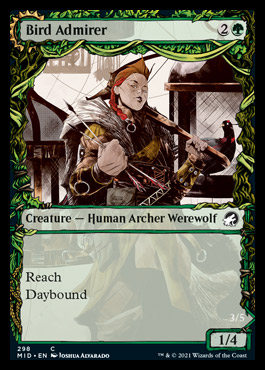 Bird Admirer 2
Creature — Human Archer Werewolf
Reach
Daybound
3/5
1/4
298 C
MID • EN Joshua Alvarado
™ & © 2021 Wizards of the Coast